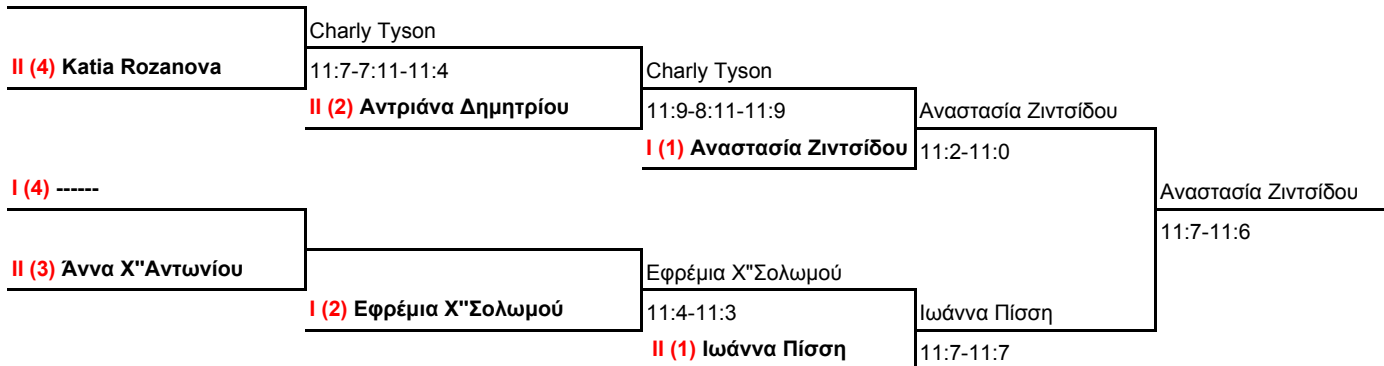 Charly Tyson
II (4) Katia Rozanova
11:7-7:11-11:4
Charly Tyson
II (2) Αντριάνα Δημητρίου
11:9-8:11-11:9
Αναστασία Ζιντσίδου
I (1) Αναστασία Ζιντσίδου
11:2-11:0
I (4) ------
Αναστασία Ζιντσίδου
11:7-11:6
II (3) Άννα Χ"Αντωνίου
Εφρέμια Χ"Σολωμού
I (2) Εφρέμια Χ"Σολωμού
11:4-11:3
Ιωάννα Πίσση
II (1) Ιωάννα Πίσση
11:7-11:7